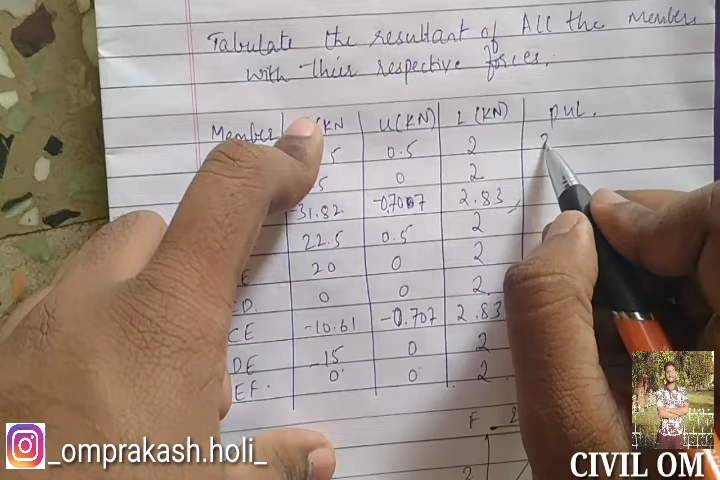 Tabulate the resultant of All the Members
with Their respective forces.
Member (KN U(KN) L(KN) PUL.
5 0.5 2 2
5 0 2
-31.82 -0.707 2.83
22.5 0.5 2
E 20 0 2
D. 0 0 2
CE -10.61 -0.707 2.83
DE -15 0 2
EF. 0 0 2
F 2
2
_omprakash.holi_
CIVIL OM